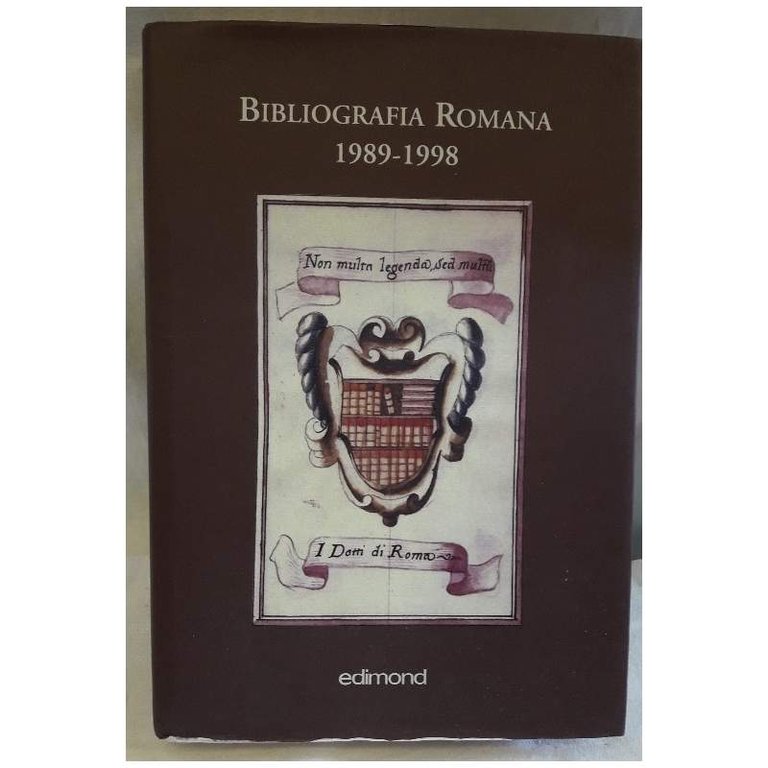 BIBLIOGRAFIA ROMANA
1989-1998
Non multa legenda, sed multu
I Dotti di Roma
edimond